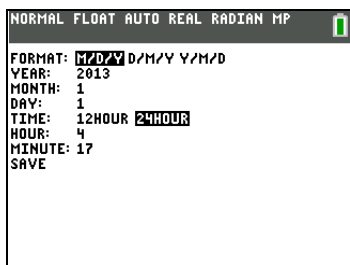 NORMAL FLOAT AUTO REAL RADIAN MP
FORMAT: M/D/Y D/M/Y Y/M/D
YEAR: 2013
MONTH: 1
DAY: 1
TIME: 12HOUR 24HOUR
HOUR: 4
MINUTE: 17
SAVE